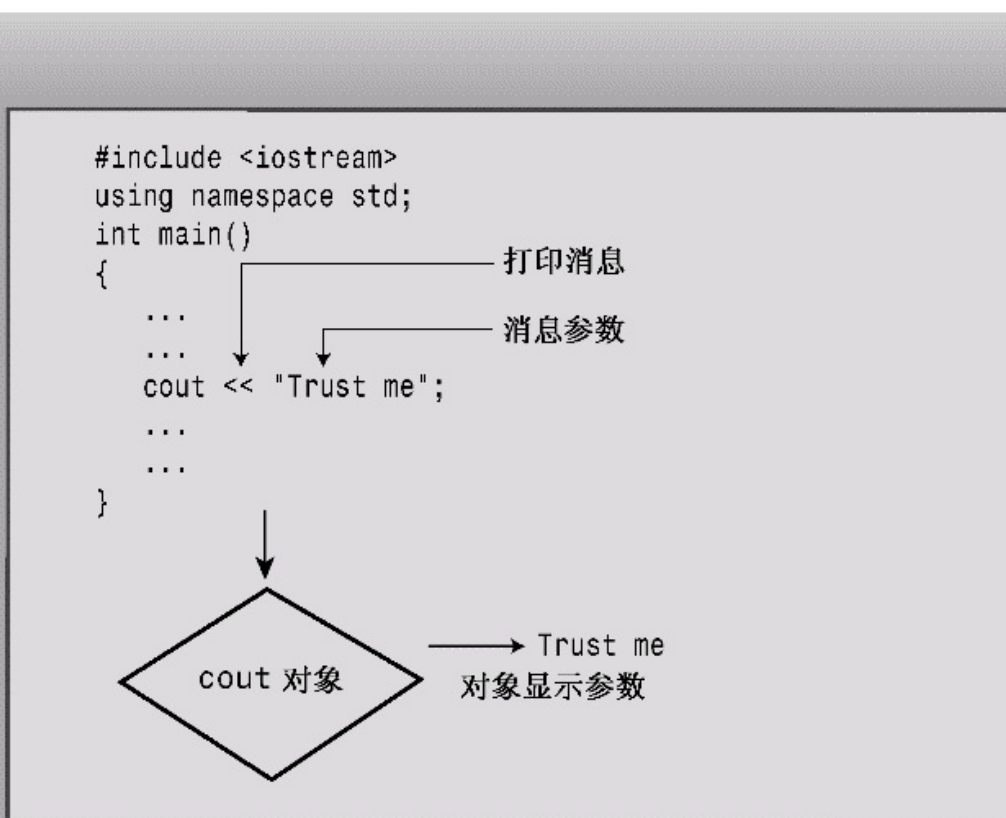 #include <iostream>
using namespace std;
int main()
{
打印消息
...
消息参数
...
cout << "Trust me";
...
...
}
cout 对象
Trust me
对象显示参数